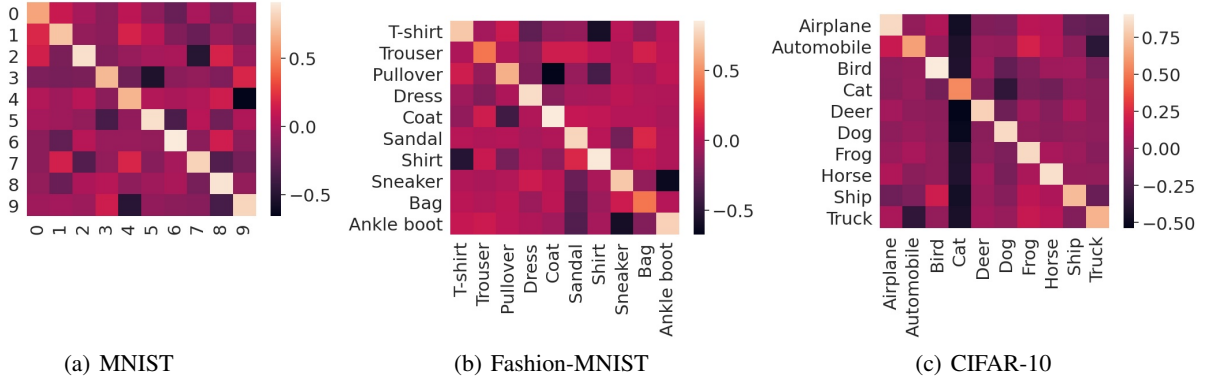 0
1
2
3
4
5
6
7
8
9
0 1 2 3 4 5 6 7 8 9
0.5
0.0
−0.5
(a) MNIST
T-shirt
Trouser
Pullover
Dress
Coat
Sandal
Shirt
Sneaker
Bag
Ankle boot
T-shirt
Trouser
Pullover
Dress
Coat
Sandal
Shirt
Sneaker
Bag
Ankle boot
0.5
0.0
−0.5
(b) Fashion-MNIST
Airplane
Automobile
Bird
Cat
Deer
Dog
Frog
Horse
Ship
Truck
Airplane
Automobile
Bird
Cat
Deer
Dog
Frog
Horse
Ship
Truck
0.75
0.50
0.25
0.00
−0.25
−0.50
(c) CIFAR-10